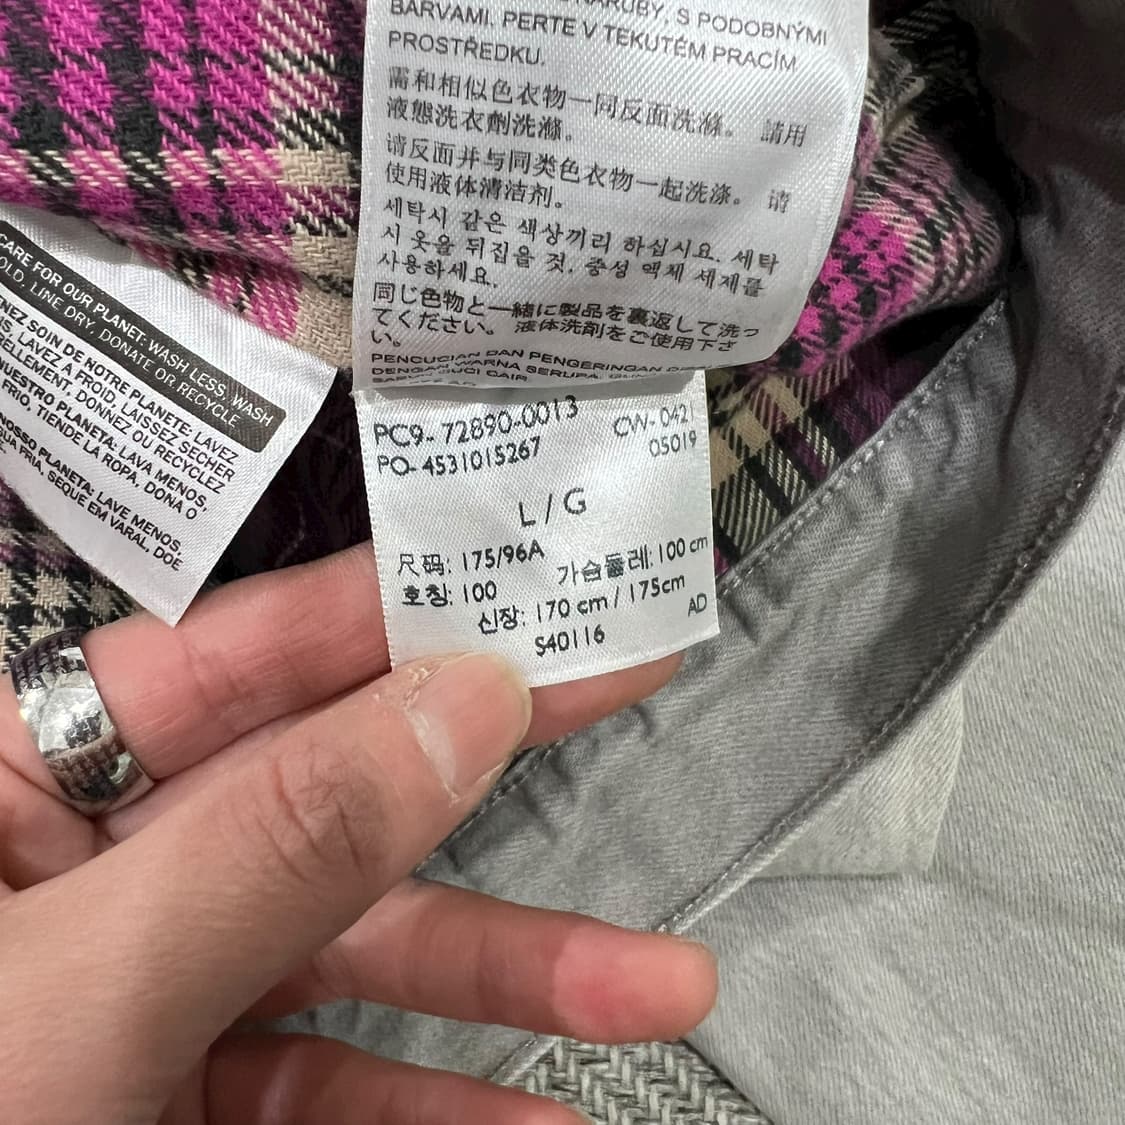 NARUBY, S PODOBNÝMI
BARVAMI. PERTE V TEKUTÉM PRACÍM
PROSTŘEDKU.
需和相似色衣物一同反面洗滌。 請用
液態洗衣劑洗滌。
请反面并与同类色衣物一起洗涤。 请
使用液体清洁剂。
세탁시 같은 색상끼리 하십시요. 세탁
시 옷을 뒤집을 것. 중성 액체 세제를
사용하세요.
同じ色物と一緒に製品を裏返して洗っ
てください。 液体洗剤をご使用下さ
い。
PENCUCIAN DAN PENGERINGAN
DENGAN WARNA SERUPA.
CUCI CAIR.
PC9- 72890-0013 CW- 0421
PO- 4531015267 05019
L / G
尺码: 175/96A 가슴둘레: 100 cm
호칭: 100
신장: 170 cm / 175cm
AD
S40116
CARE FOR OUR PLANET: WASH LESS, WASH
COLD, LINE DRY, DONATE OR RECYCLE
SOIN DE NOTRE PLANETE: LAVEZ
LAVEZ A FROID, LAISSEZ SECHER
DONNEZ OU RECYCLEZ
NUESTRO PLANETA: LAVA MENOS,
FRIO, TIENDE LA ROPA, DONA O
NOSSO PLANETA: LAVE MENOS,
FRIA, SEQUE EM VARAL, DOE